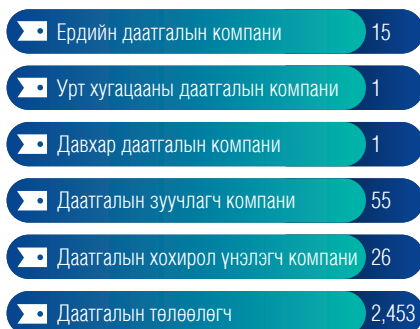 Ердийн даатгалын компани 15
Урт хугацааны даатгалын компани 1
Давхар даатгалын компани 1
Даатгалын зуучлагч компани 55
Даатгалын хохирол үнэлэгч компани 26
Даатгалын төлөөлөгч 2,453